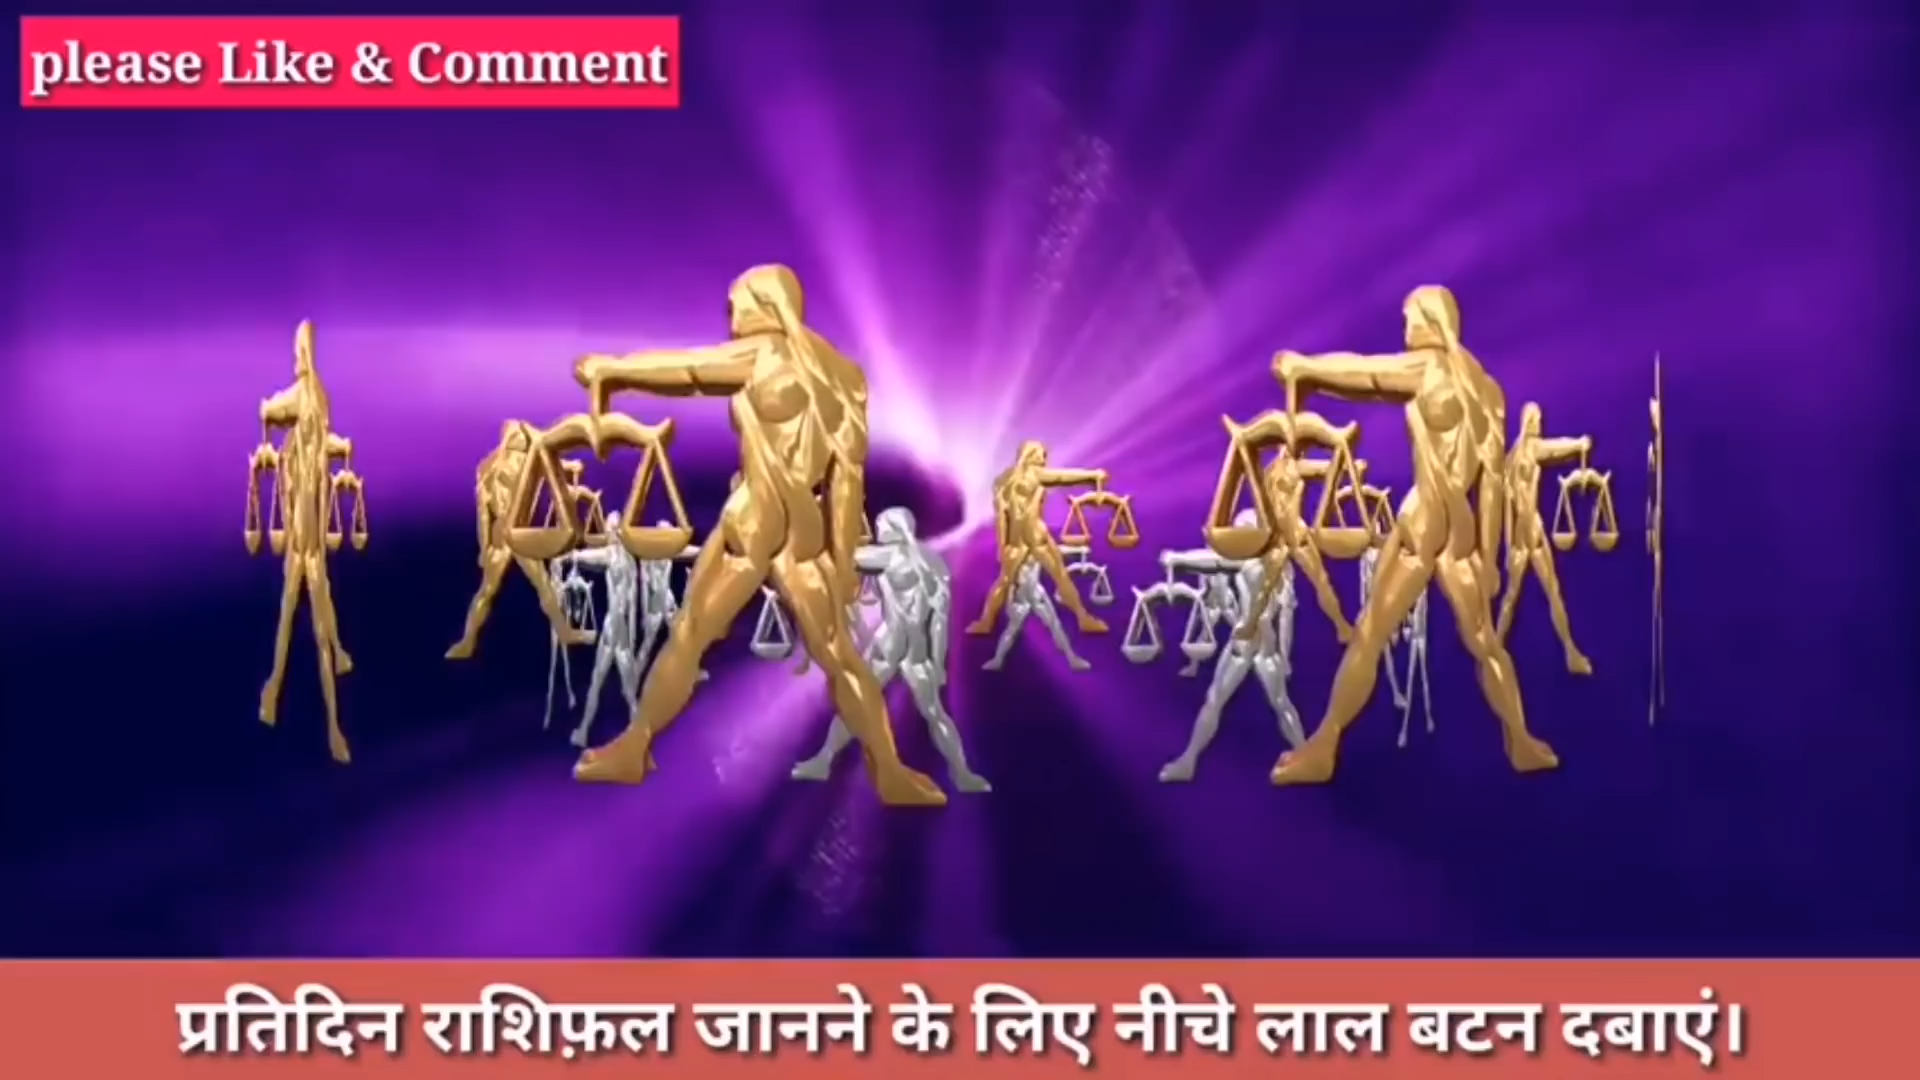 please Like & Comment
प्रतिदिन राशिफ़ल जानने के लिए नीचे लाल बटन दबाएं।